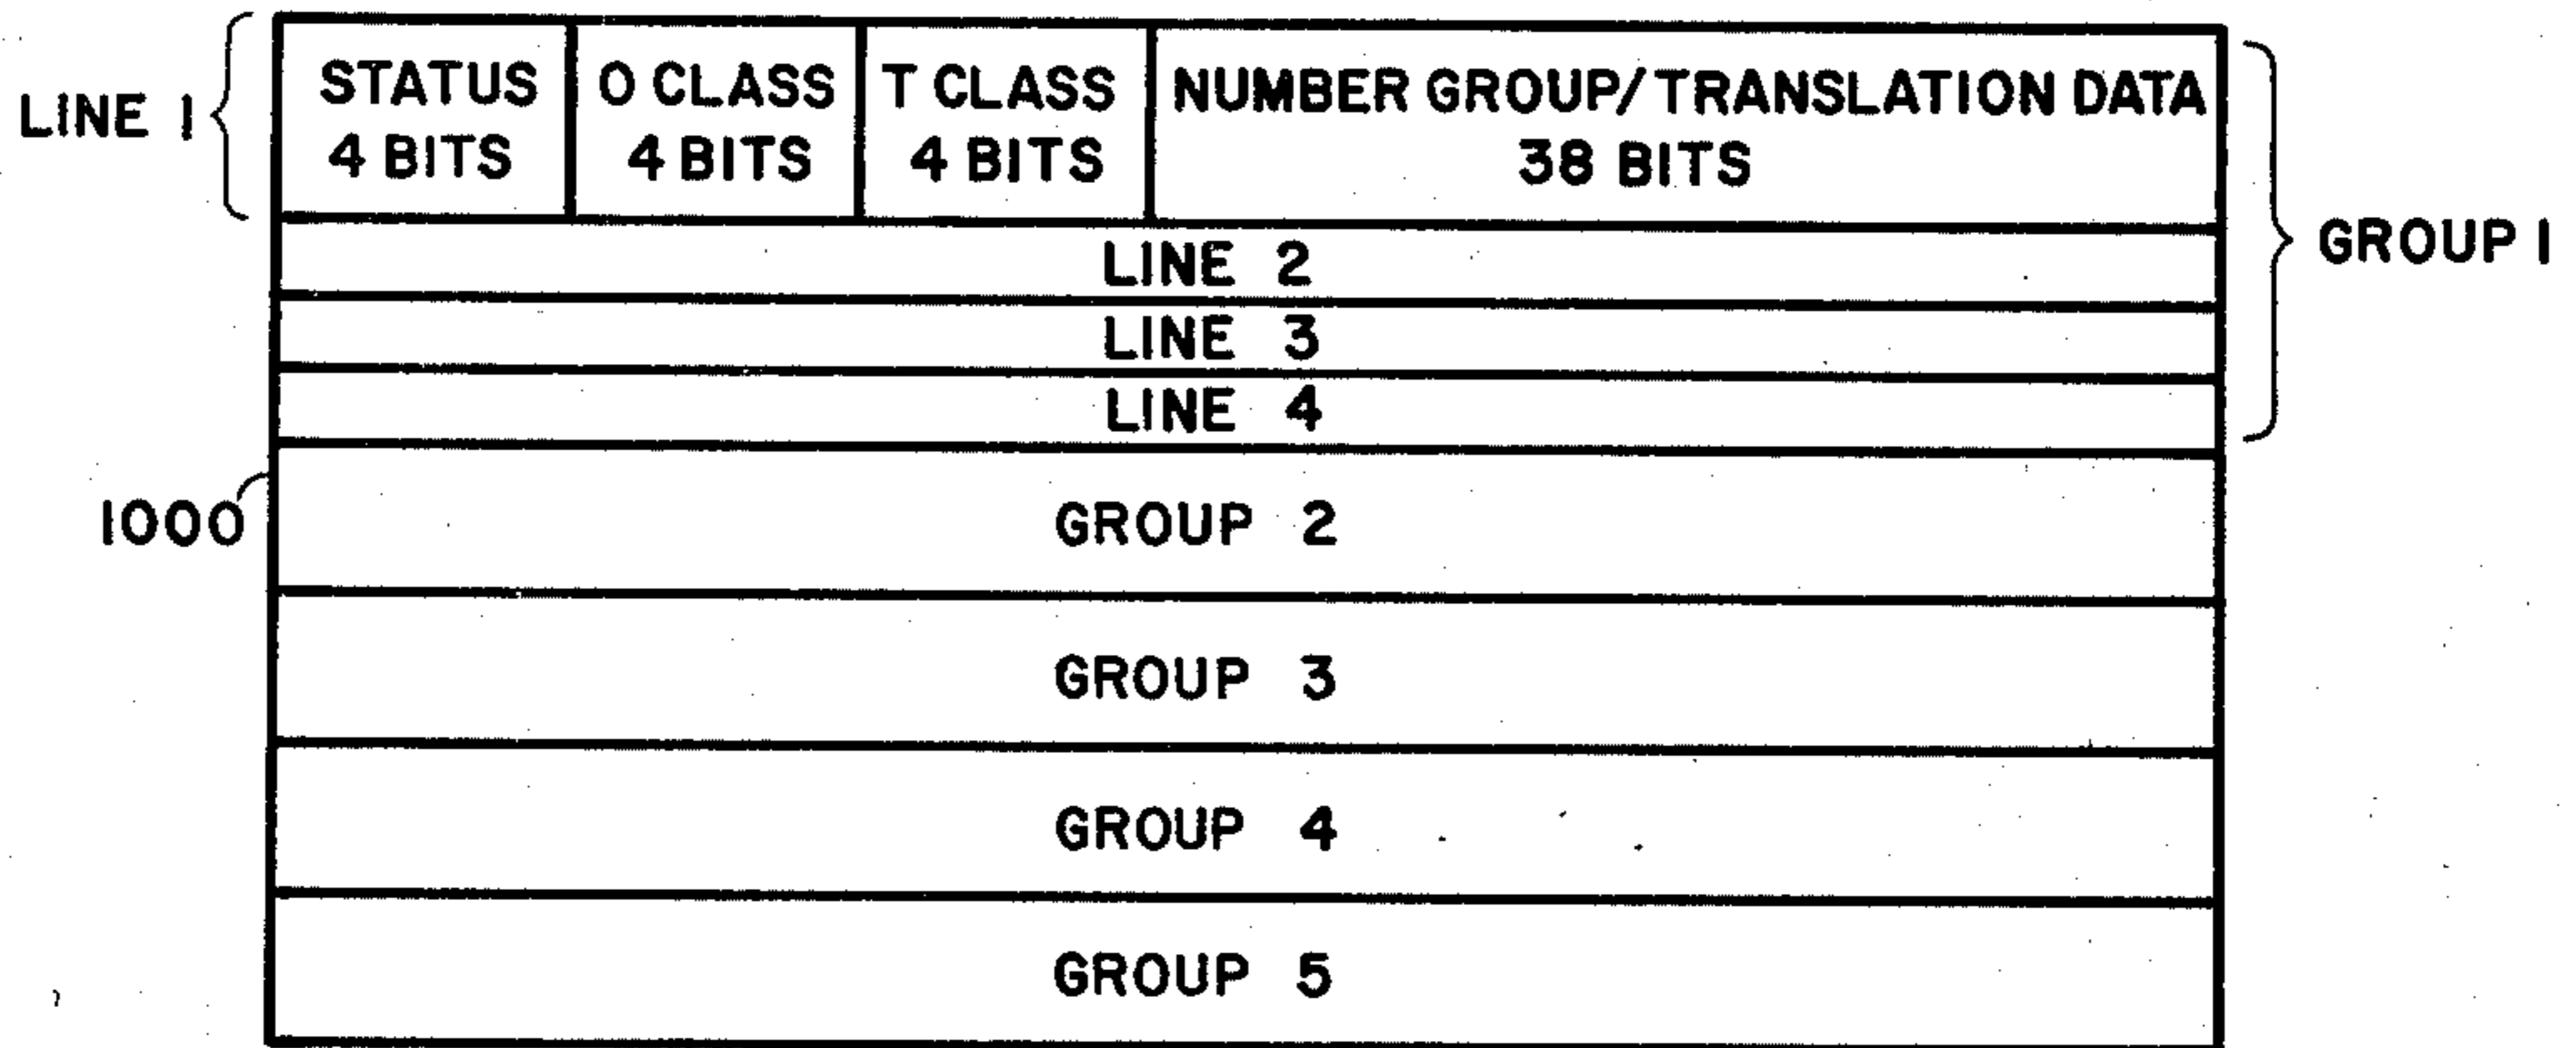 LINE 1
STATUS
4 BITS
O CLASS
4 BITS
T CLASS
4 BITS
NUMBER GROUP/TRANSLATION DATA
38 BITS
GROUP 1
LINE 2
LINE 3
LINE 4
1000
GROUP 2
GROUP 3
GROUP 4
GROUP 5